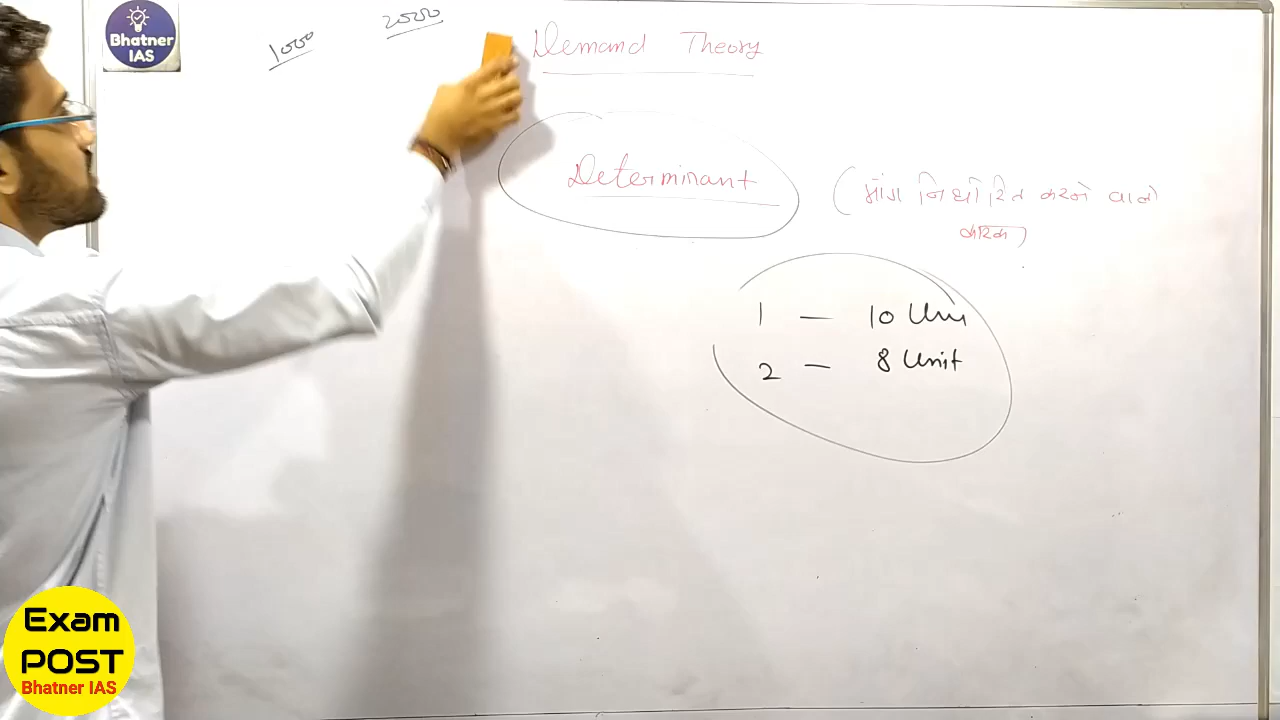 Bhatner
IAS
1000
2000
Demand Theory
Determinant
(मांग निर्धारित करने वाले
कारक)
1 — 10 Uni
2 — 8 Unit
Exam
POST
Bhatner IAS